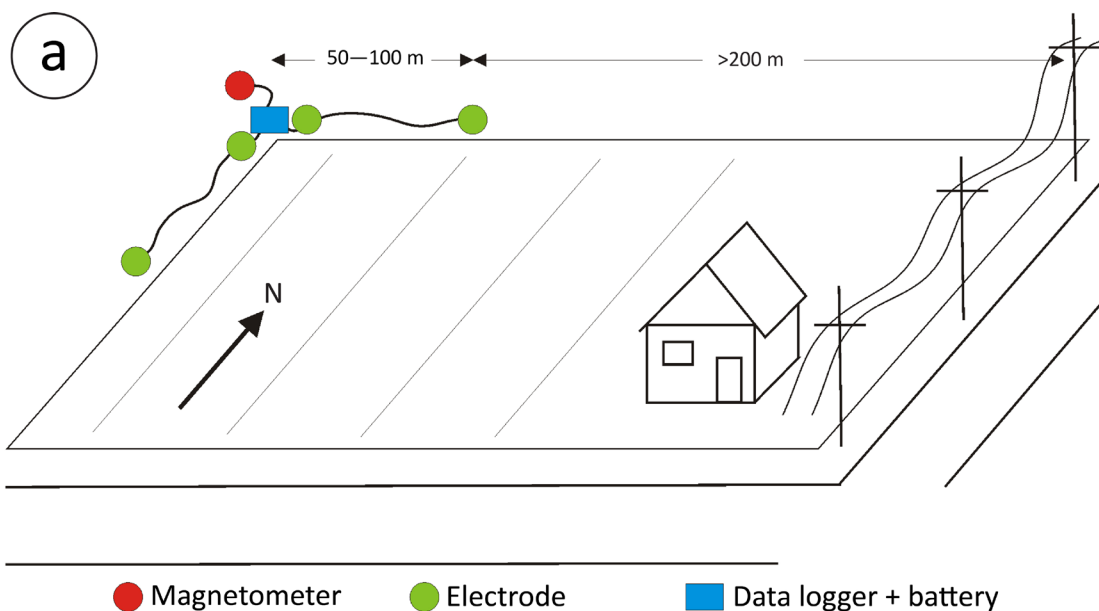 a
50—100 m
>200 m
N
Magnetometer
Electrode
Data logger + battery